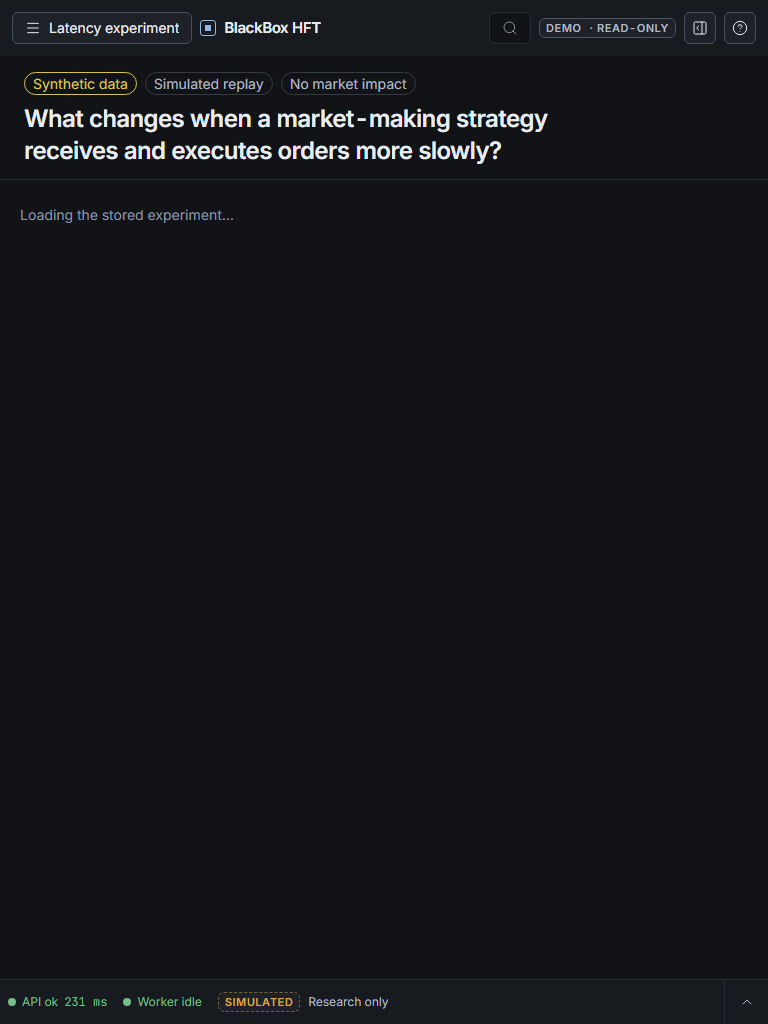 Latency experiment BlackBox HFT DEMO · READ-ONLY
Synthetic data Simulated replay No market impact
What changes when a market-making strategy
receives and executes orders more slowly?
Loading the stored experiment...
API ok 231 ms Worker idle SIMULATED Research only